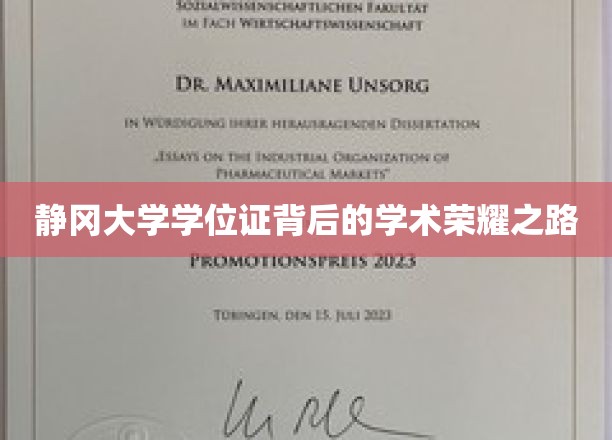 SOZIALWISSENSCHAFTLICHEN FAKULTÄT
IM FACH WIRTSCHAFTSWISSENSCHAFT
DR. MAXIMILIANE UNSORG
IN WÜRDIGUNG IHRER HERAUSRAGENDEN DISSERTATION
„ESSAYS ON THE INDUSTRIAL ORGANIZATION OF
PHARMACEUTICAL MARKETS“
静冈大学学位证背后的学术荣耀之路
PROMOTIONSPREIS 2023
TÜBINGEN, DEN 15. JULI 2023